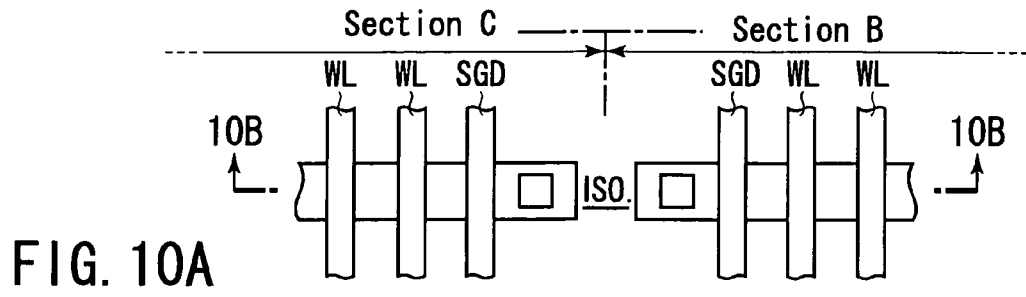 Section C Section B
WL WL SGD SGD WL WL
10B 10B
ISO.
FIG. 10A